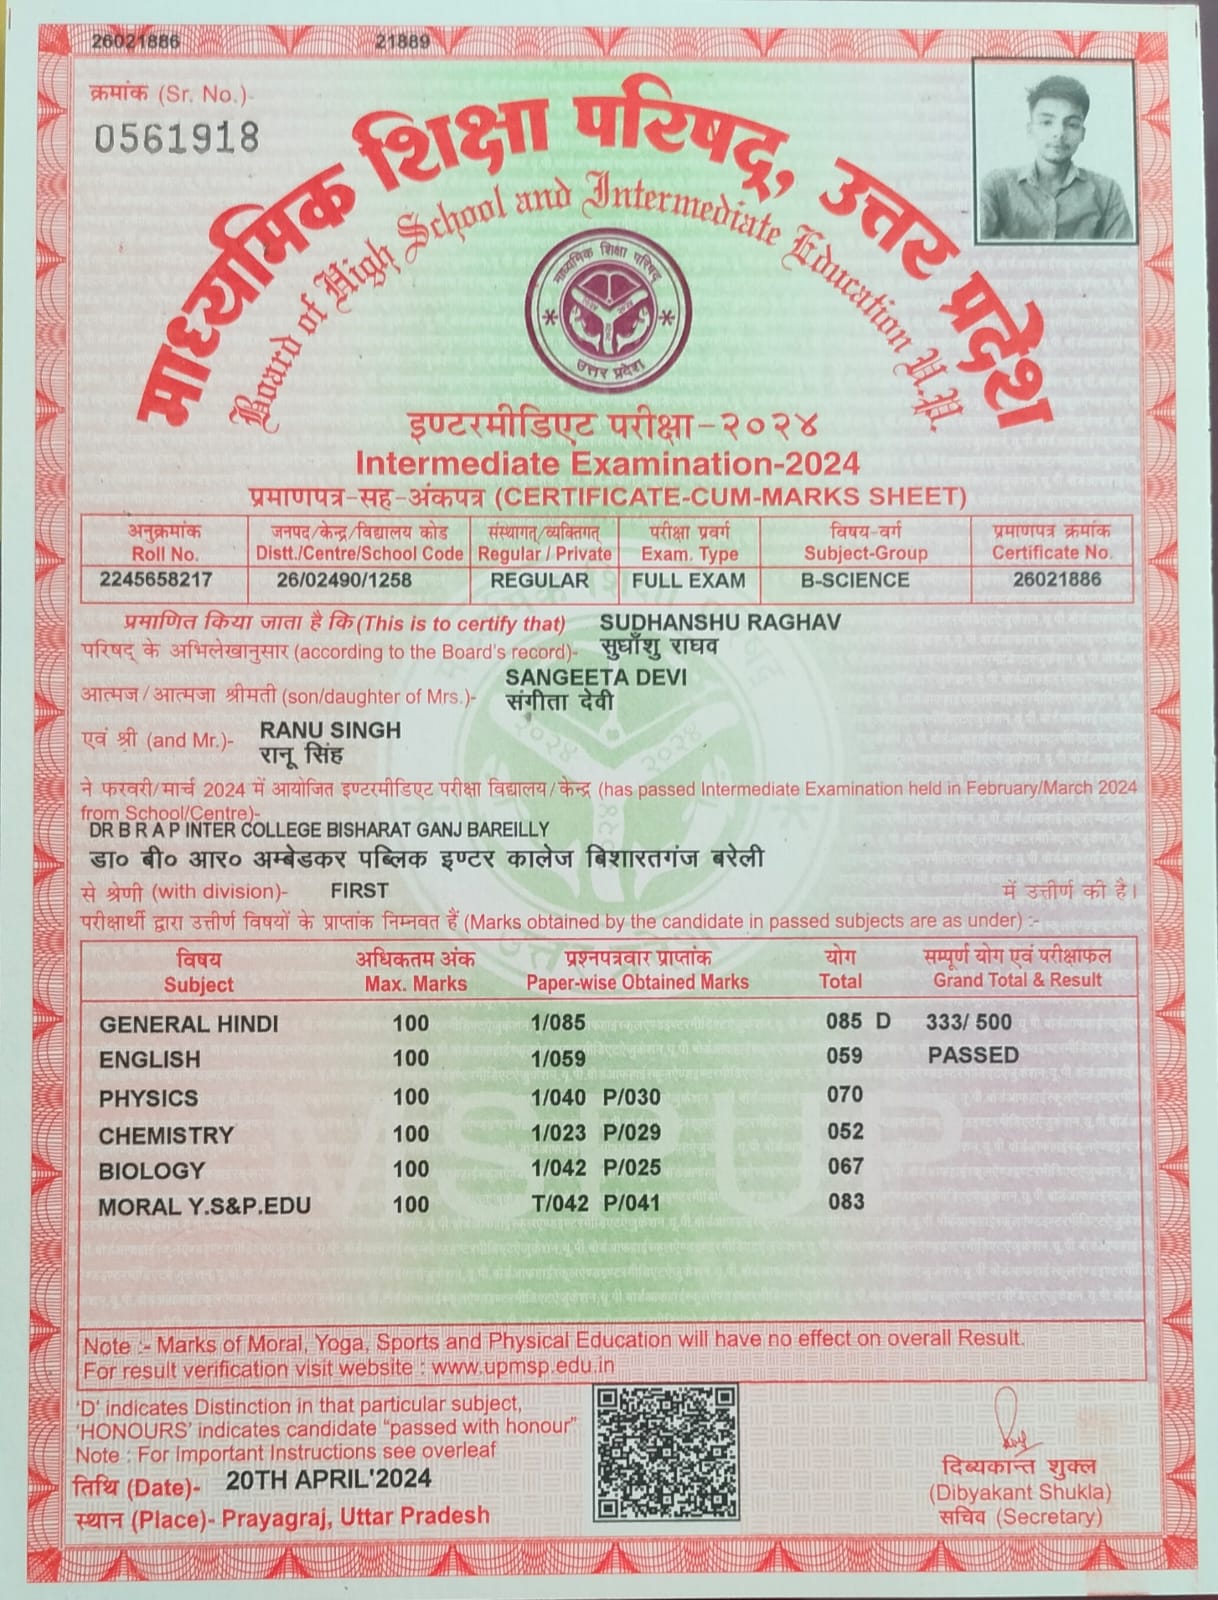 26021886 21889
क्रमांक (Sr. No.)-
0561918
माध्यमिक शिक्षा परिषद्, उत्तर प्रदेश
Board of High School and Intermediate Education U.P.
माध्यमिक शिक्षा परिषद्
उत्तर प्रदेश
इण्टरमीडिएट परीक्षा-२०२४
Intermediate Examination-2024
प्रमाणपत्र-सह-अंकपत्र (CERTIFICATE-CUM-MARKS SHEET)
अनुक्रमांक जनपद/केन्द्र/विद्यालय कोड संस्थागत्/व्यक्तिगत् परीक्षा प्रवर्ग विषय-वर्ग प्रमाणपत्र क्रमांक
Roll No. Distt./Centre/School Code Regular / Private Exam. Type Subject-Group Certificate No.
2245658217 26/02490/1258 REGULAR FULL EXAM B-SCIENCE 26021886
प्रमाणित किया जाता है कि (This is to certify that) SUDHANSHU RAGHAV
परिषद् के अभिलेखानुसार (according to the Board's record)- सुधाँशु राघव
SANGEETA DEVI
आत्मज/आत्मजा श्रीमती (son/daughter of Mrs.)- संगीता देवी
RANU SINGH
एवं श्री (and Mr.)- रानू सिंह
ने फरवरी/मार्च 2024 में आयोजित इण्टरमीडिएट परीक्षा विद्यालय/केन्द्र (has passed Intermediate Examination held in February/March 2024
from School/Centre)-
DR B R A P INTER COLLEGE BISHARAT GANJ BAREILLY
डा० बी० आर० अम्बेडकर पब्लिक इण्टर कालेज बिशारतगंज बरेली
से श्रेणी (with division)- FIRST में उत्तीर्ण की है।
परीक्षार्थी द्वारा उत्तीर्ण विषयों के प्राप्तांक निम्नवत हैं (Marks obtained by the candidate in passed subjects are as under) :-
विषय अधिकतम अंक प्रश्नपत्रवार प्राप्तांक योग सम्पूर्ण योग एवं परीक्षाफल
Subject Max. Marks Paper-wise Obtained Marks Total Grand Total & Result
GENERAL HINDI 100 1/085 085 D 333/ 500
ENGLISH 100 1/059 059 PASSED
PHYSICS 100 1/040 P/030 070
CHEMISTRY 100 1/023 P/029 052
BIOLOGY 100 1/042 P/025 067
MORAL Y.S&P.EDU 100 T/042 P/041 083
Note :- Marks of Moral, Yoga, Sports and Physical Education will have no effect on overall Result.
For result verification visit website : www.upmsp.edu.in
'D' indicates Distinction in that particular subject,
'HONOURS' indicates candidate "passed with honour"
Note : For Important Instructions see overleaf
तिथि (Date)- 20TH APRIL'2024
स्थान (Place)- Prayagraj, Uttar Pradesh
दिब्यकान्त शुक्ल
(Dibyakant Shukla)
सचिव (Secretary)